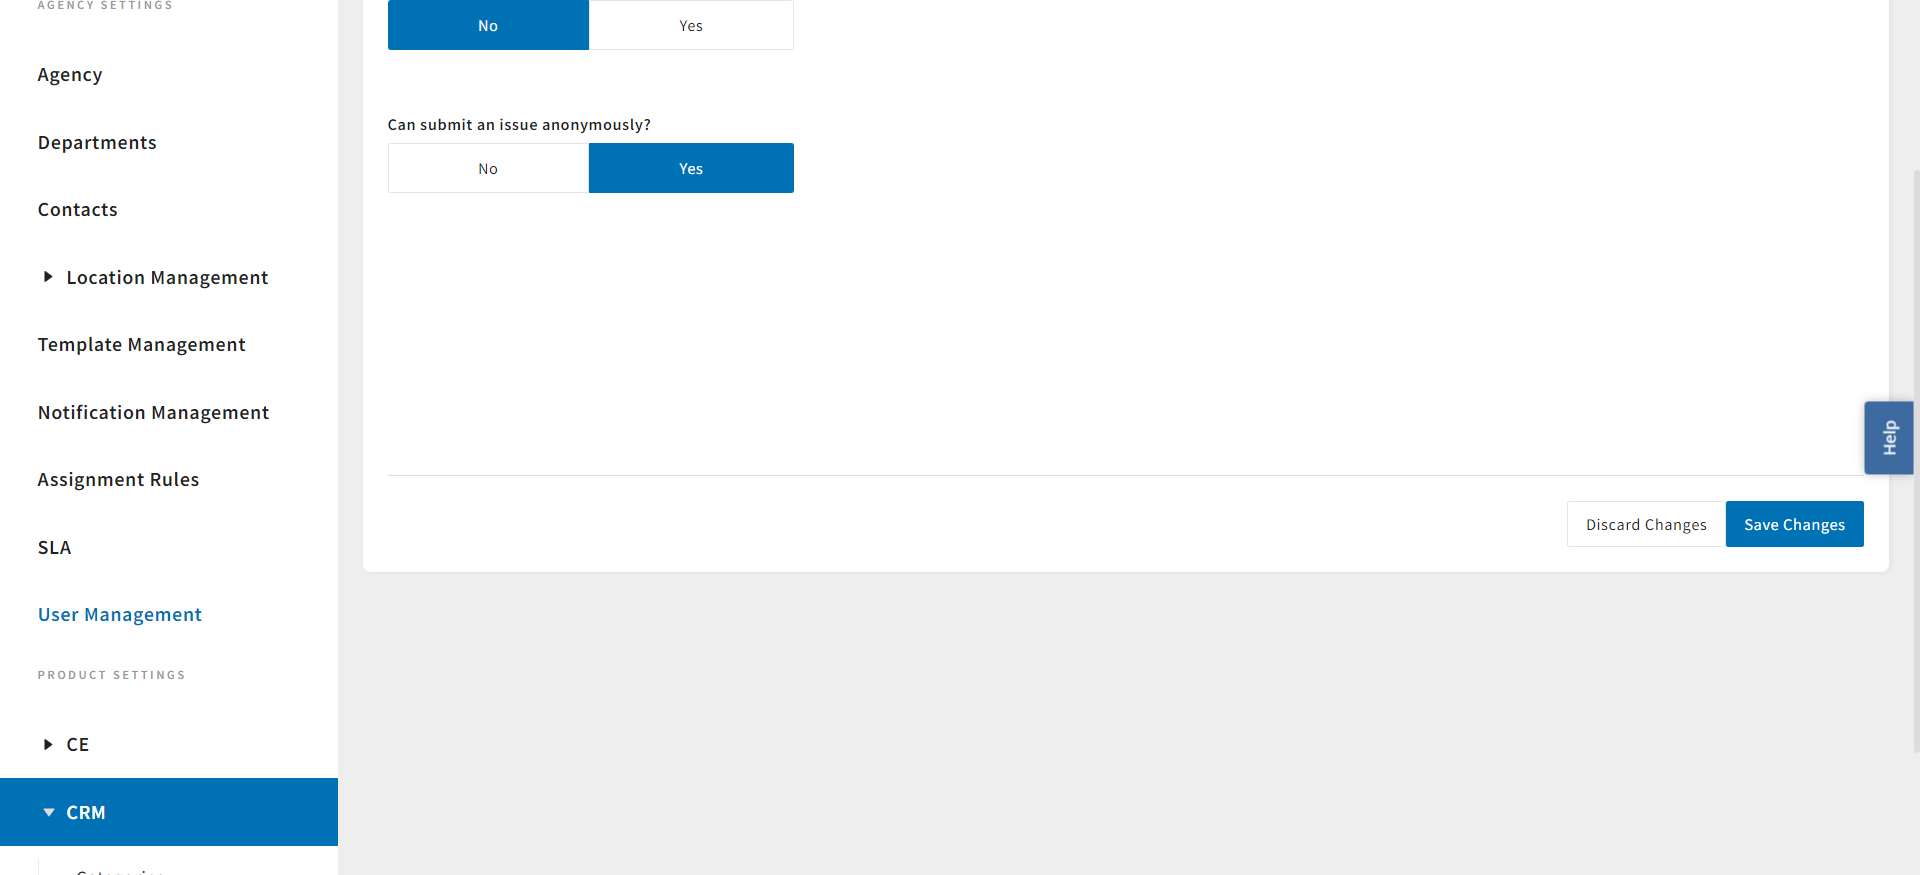 AGENCY SETTINGS
Agency
Departments
Contacts
Location Management
Template Management
Notification Management
Assignment Rules
SLA
User Management
PRODUCT SETTINGS
CE
CRM
No Yes
Can submit an issue anonymously?
No Yes
Discard Changes Save Changes
Help